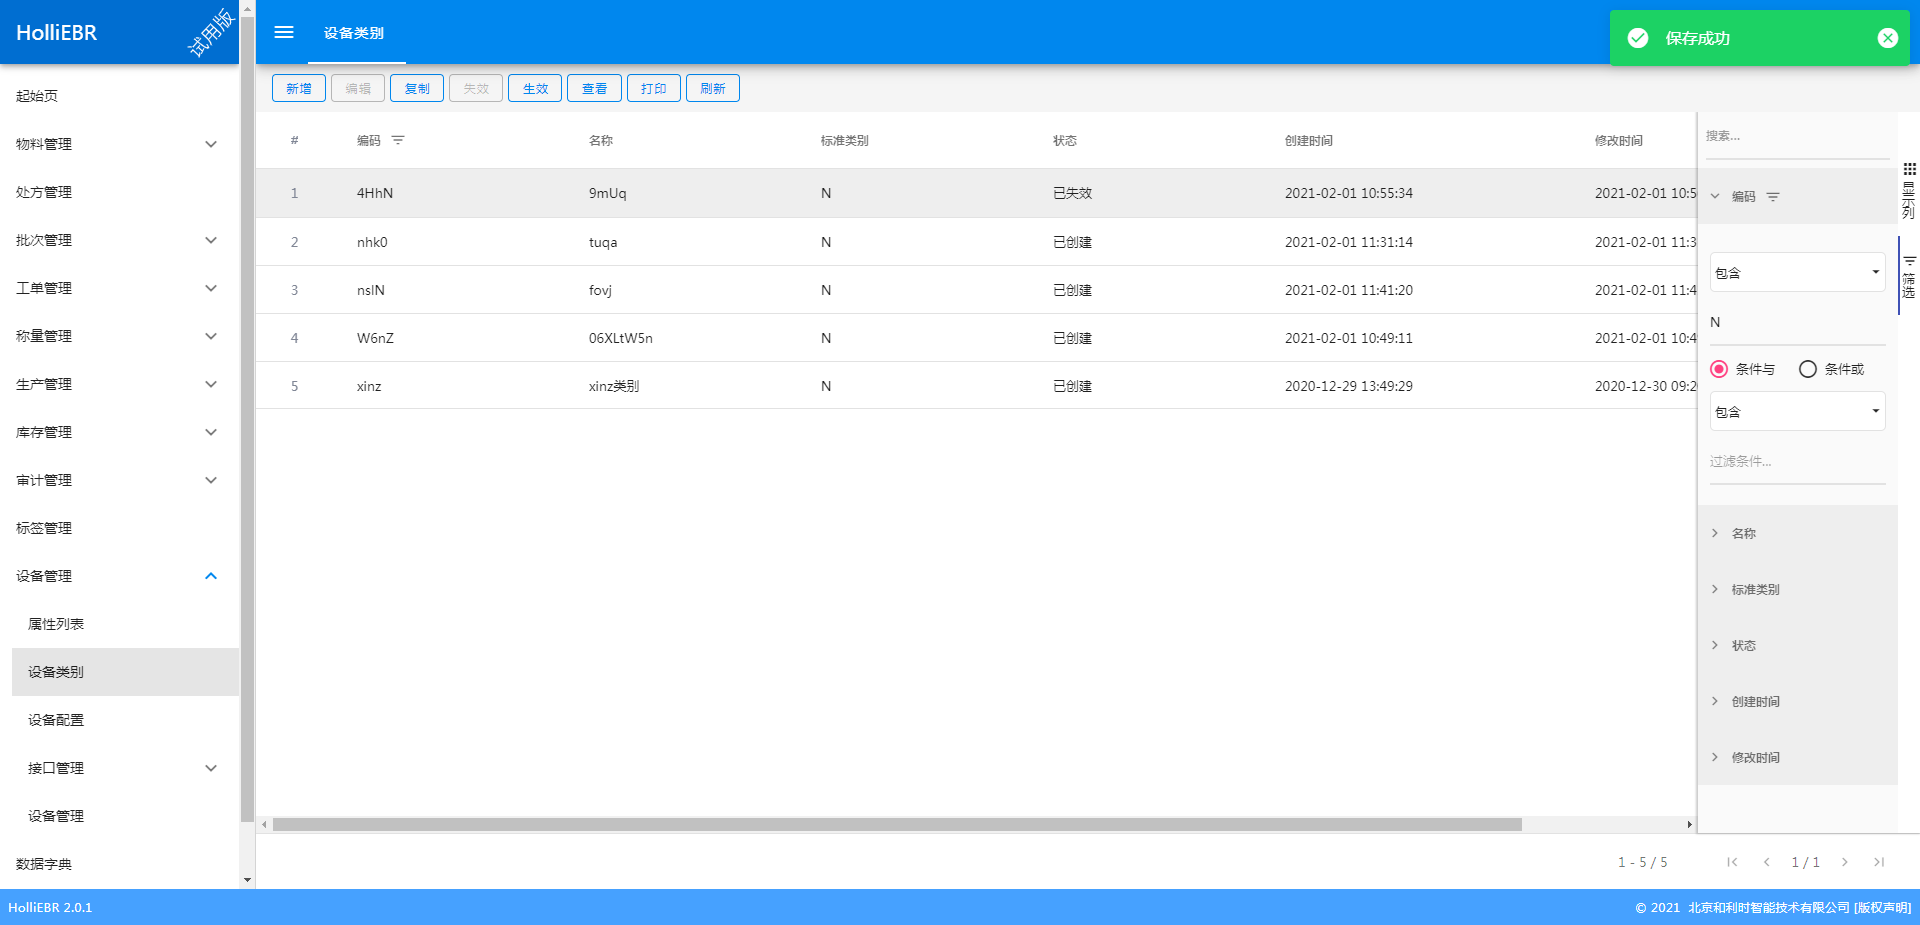 HolliEBR
试用版
设备类别
保存成功
起始页
物料管理
处方管理
批次管理
工单管理
称量管理
生产管理
库存管理
审计管理
标签管理
设备管理
属性列表
设备类别
设备配置
接口管理
设备管理
数据字典
新增 编辑 复制 失效 生效 查看 打印 刷新
# 编码 名称 标准类别 状态 创建时间 修改时间
1 4HhN 9mUq N 已失效 2021-02-01 10:55:34 2021-02-01 10:5
2 nhk0 tuqa N 已创建 2021-02-01 11:31:14 2021-02-01 11:3
3 nslN fovj N 已创建 2021-02-01 11:41:20 2021-02-01 11:4
4 W6nZ 06XLtW5n N 已创建 2021-02-01 10:49:11 2021-02-01 10:4
5 xinz xinz类别 N 已创建 2020-12-29 13:49:29 2020-12-30 09:2
搜索...
编码
包含
N
条件与 条件或
包含
过滤条件...
名称
标准类别
状态
创建时间
修改时间
显示列
筛选
1 - 5 / 5 1 / 1
HolliEBR 2.0.1
© 2021 北京和利时智能技术有限公司 [版权声明]